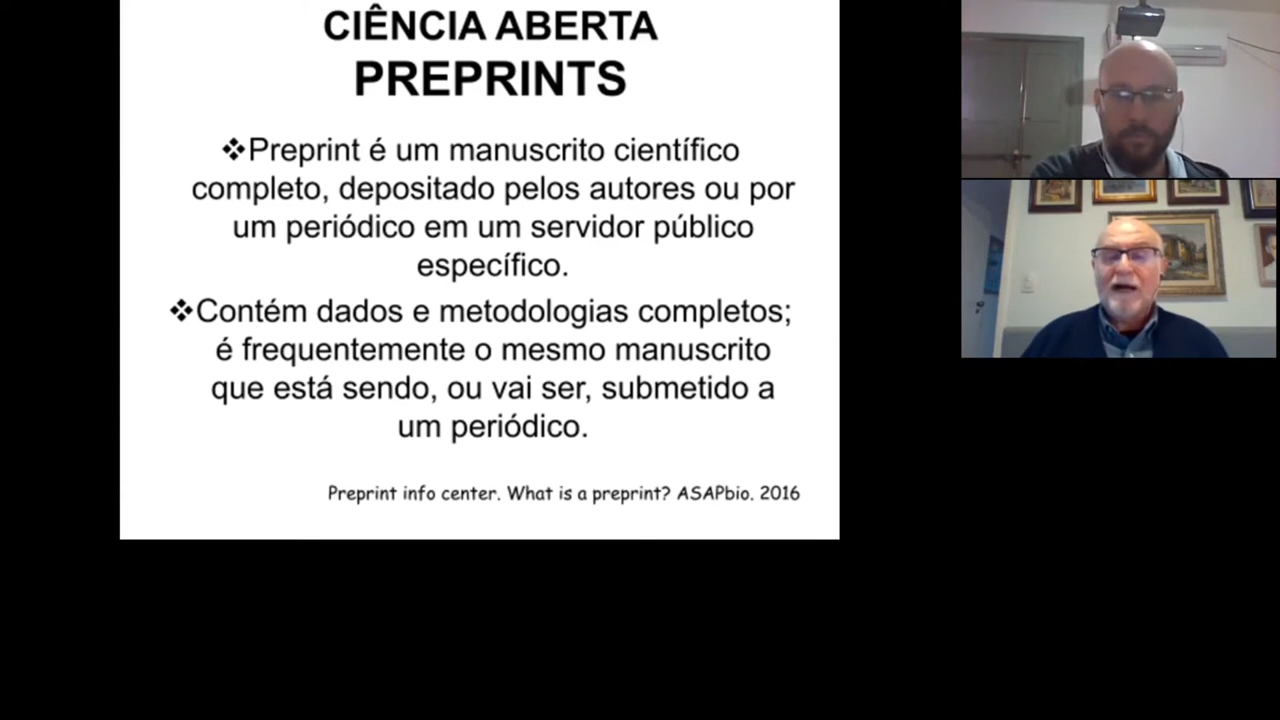 CIÊNCIA ABERTA
PREPRINTS
❖Preprint é um manuscrito científico
completo, depositado pelos autores ou por
um periódico em um servidor público
específico.
❖Contém dados e metodologias completos;
é frequentemente o mesmo manuscrito
que está sendo, ou vai ser, submetido a
um periódico.
Preprint info center. What is a preprint? ASAPbio. 2016